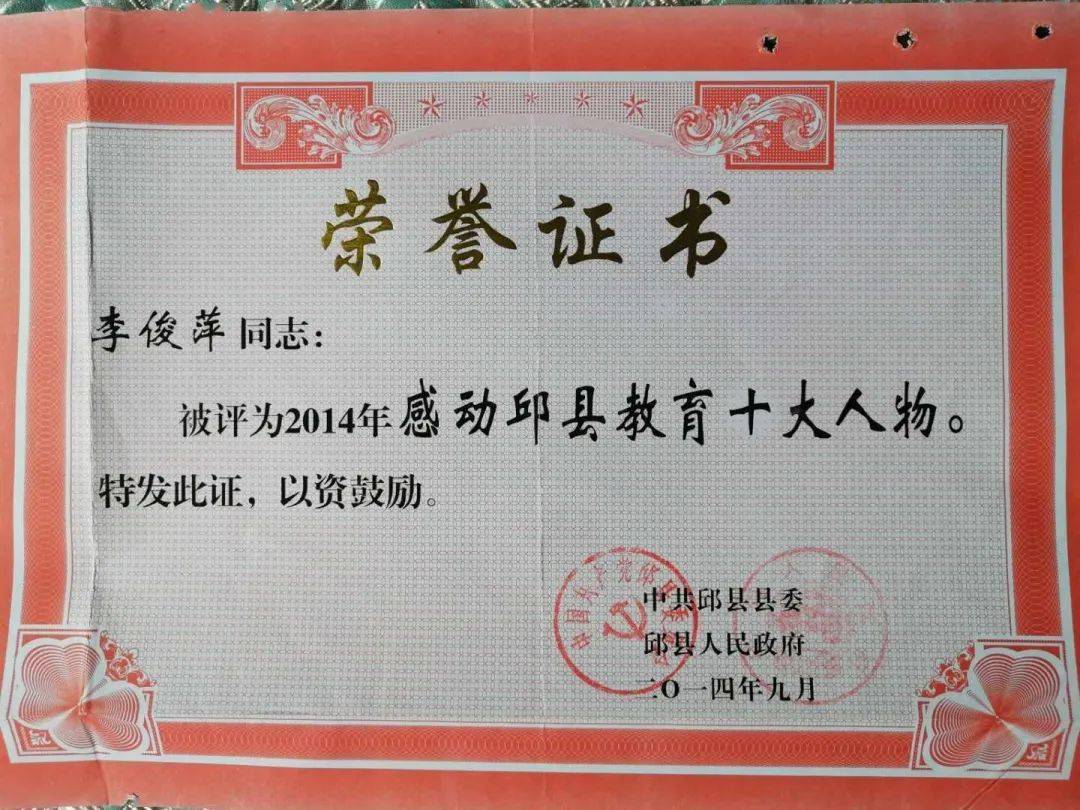 荣誉证书
李俊萍同志：
被评为2014年感动邱县教育十大人物。
特发此证，以资鼓励。
中共邱县县委
邱县人民政府
二〇一四年九月